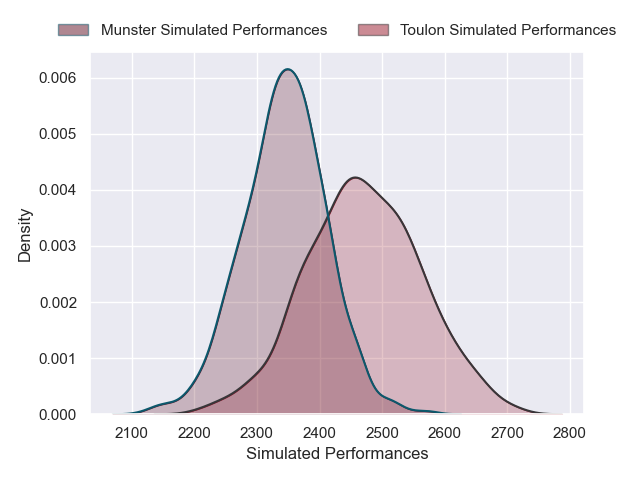 Munster Simulated Performances Toulon Simulated Performances
0.006
0.005
0.004
0.003
0.002
0.001
0.000
2100 2200 2300 2400 2500 2600 2700 2800
Density
Simulated Performances